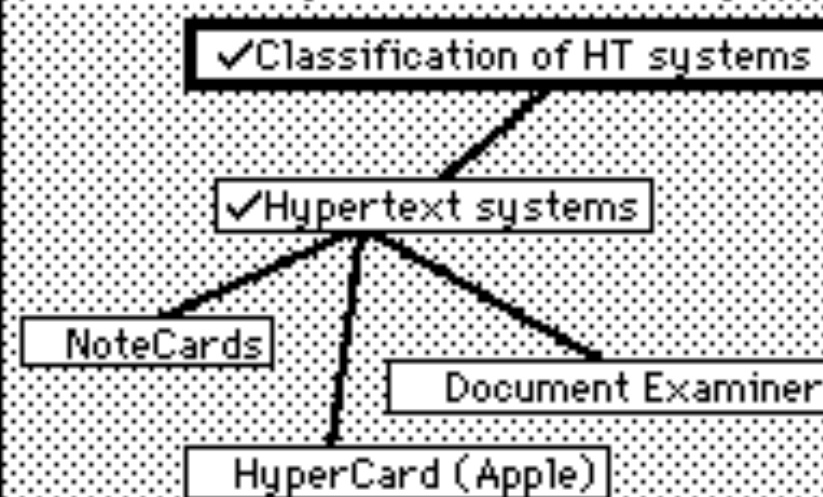 ✓Classification of HT systems
✓Hypertext systems
NoteCards
Document Examiner
HyperCard (Apple)